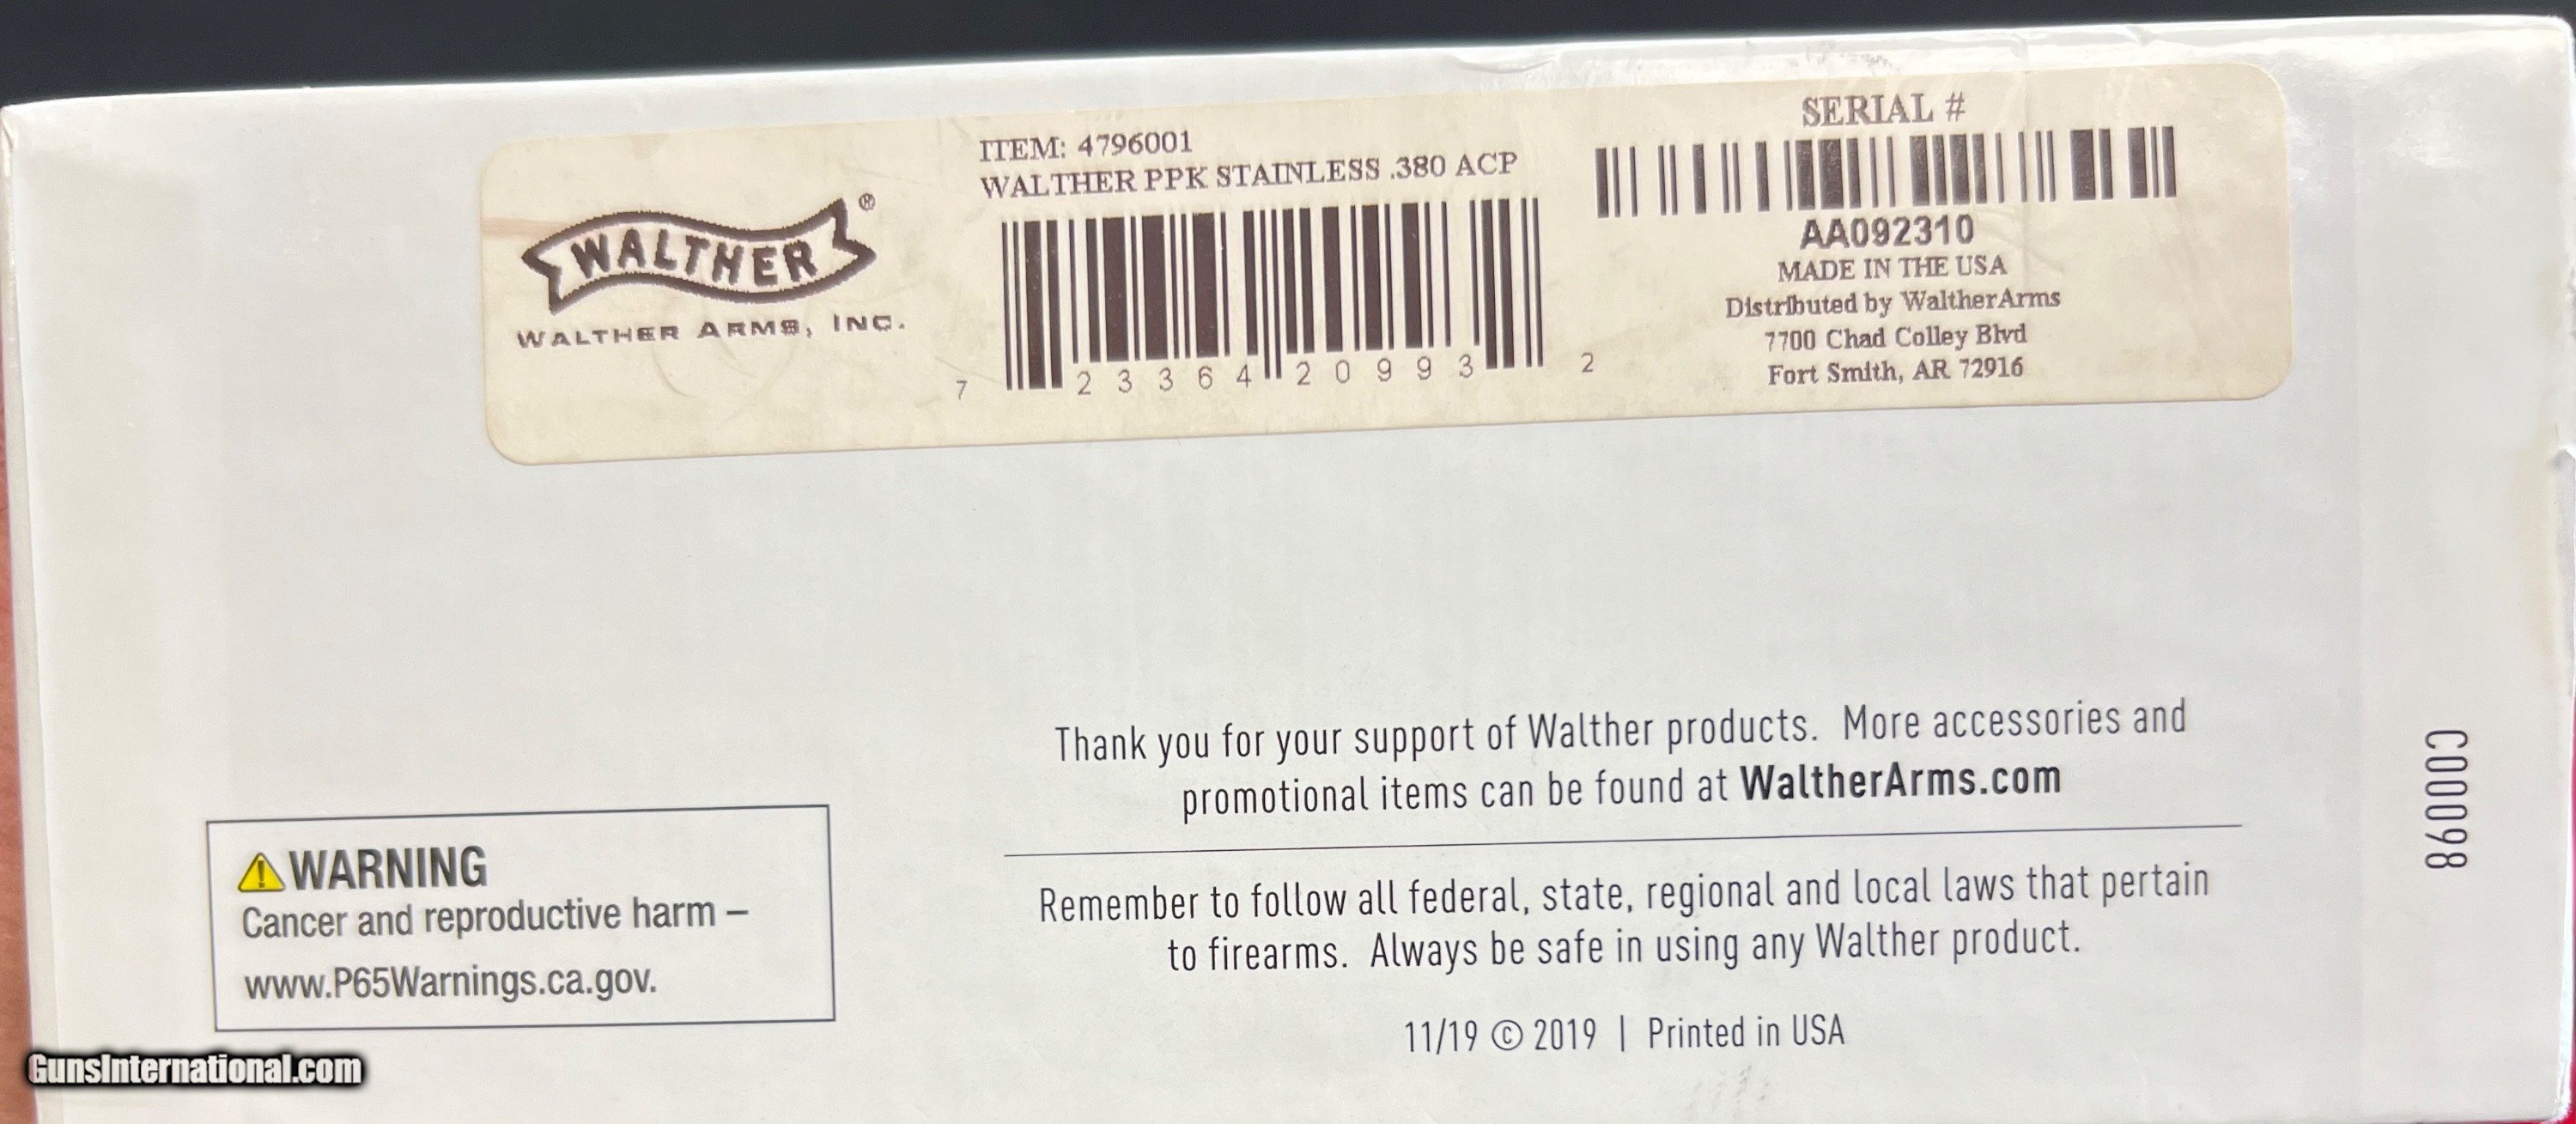 WALTHER®
WALTHER ARMS, INC.
ITEM: 4796001
WALTHER PPK STAINLESS .380 ACP
7 23364 20993 2
SERIAL #
AA092310
MADE IN THE USA
Distributed by WaltherArms
7700 Chad Colley Blvd
Fort Smith, AR 72916
Thank you for your support of Walther products. More accessories and
promotional items can be found at WaltherArms.com
Remember to follow all federal, state, regional and local laws that pertain
to firearms. Always be safe in using any Walther product.
11/19 © 2019 | Printed in USA
C00098
WARNING
Cancer and reproductive harm –
www.P65Warnings.ca.gov.
GunsInternational.com